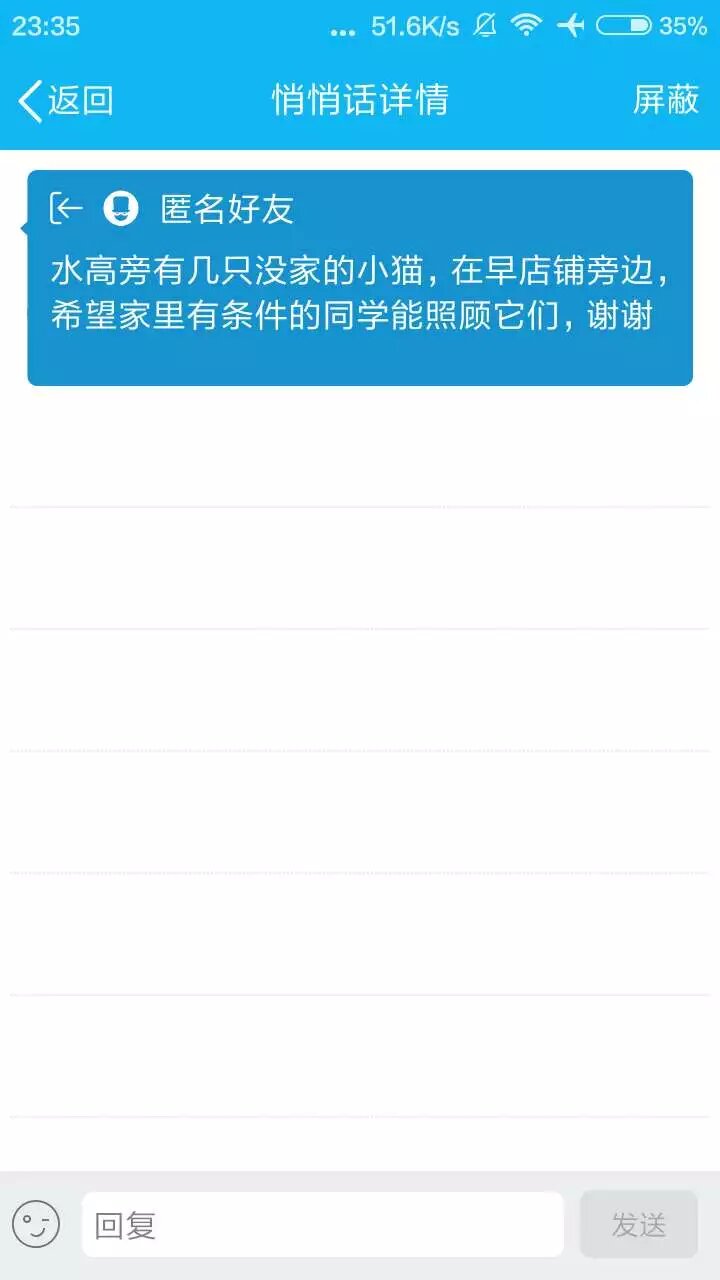 23:35 ... 51.6K/s 35%
返回 悄悄话详情 屏蔽
匿名好友
水高旁有几只没家的小猫，在早店铺旁边，
希望家里有条件的同学能照顾它们，谢谢
回复 发送